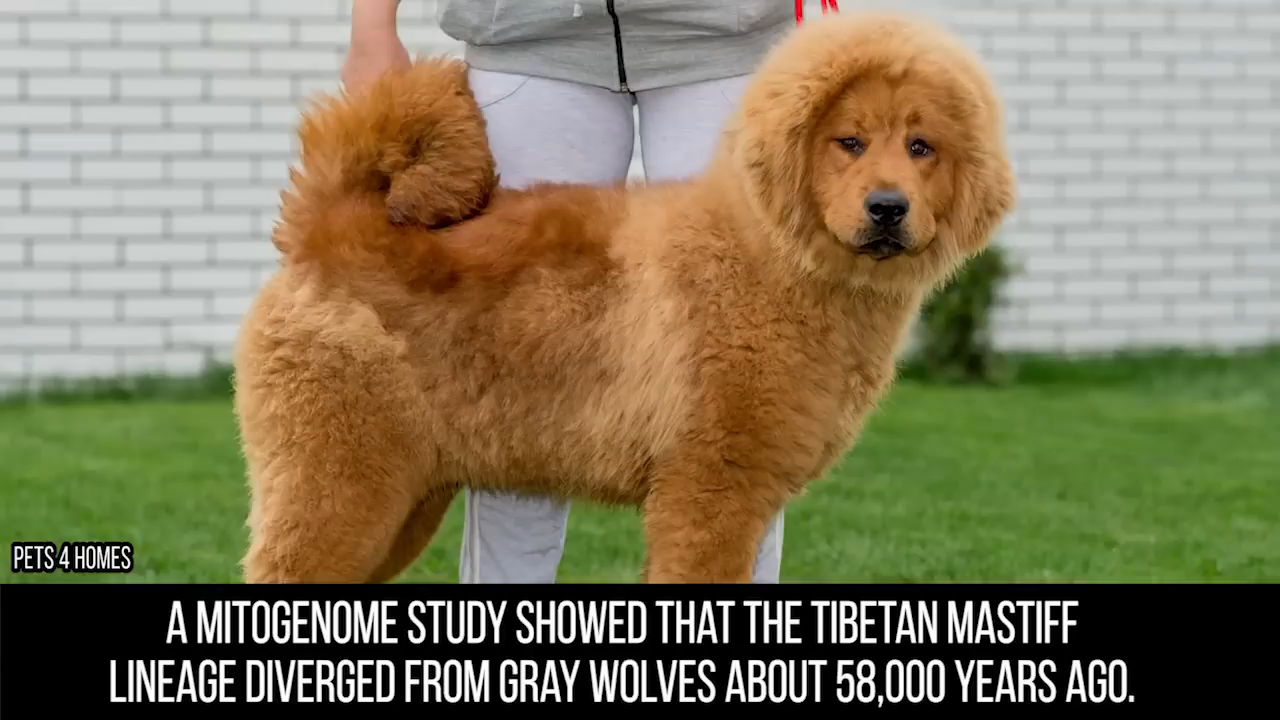 PETS 4 HOMES
A MITOGENOME STUDY SHOWED THAT THE TIBETAN MASTIFF
LINEAGE DIVERGED FROM GRAY WOLVES ABOUT 58,000 YEARS AGO.